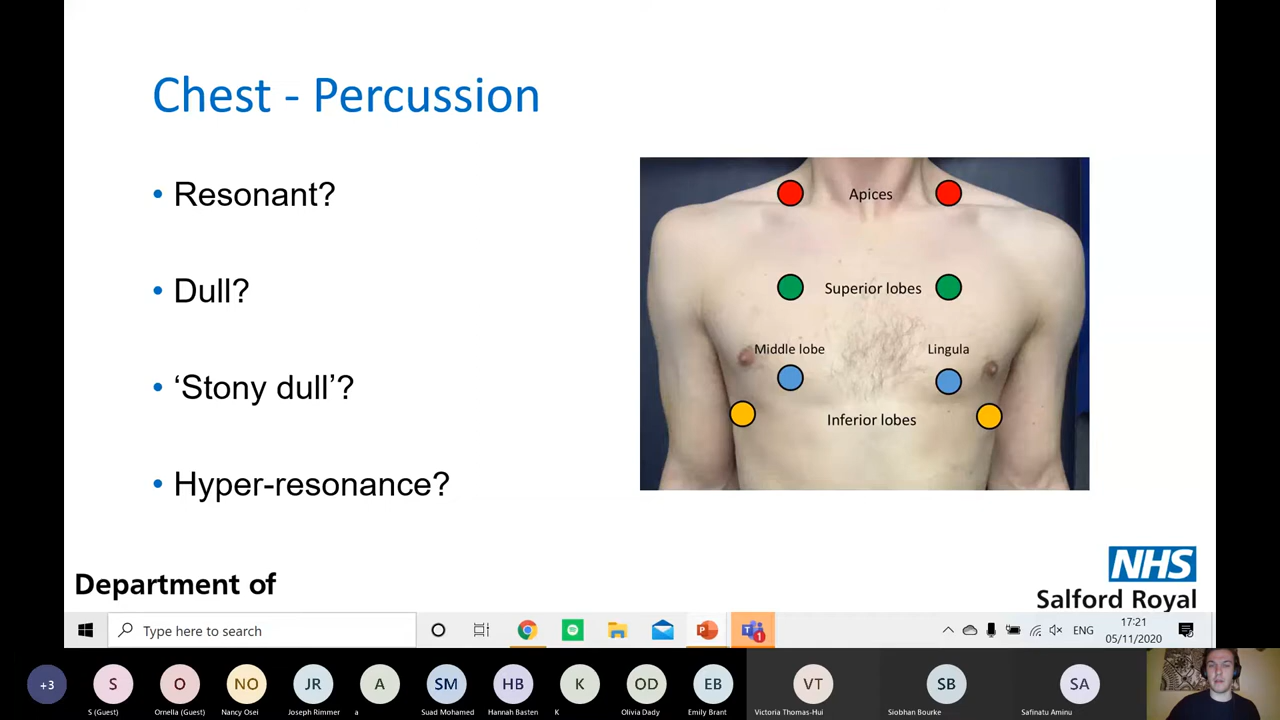 Chest - Percussion
• Resonant?
• Dull?
• ‘Stony dull’?
• Hyper-resonance?
Apices
Superior lobes
Middle lobe
Lingula
Inferior lobes
Department of
NHS
Salford Royal
Type here to search
P
T
1
ENG
17:21
05/11/2020
+3
S
O
NO
JR
A
SM
HB
K
OD
EB
VT
SB
SA
S (Guest)
Ornella (Guest)
Nancy Osei
Joseph Rimmer
a
Suad Mohamed
Hannah Basten
K
Olivia Dady
Emily Brant
Victoria Thomas-Hui
Siobhan Bourke
Safinatu Aminu